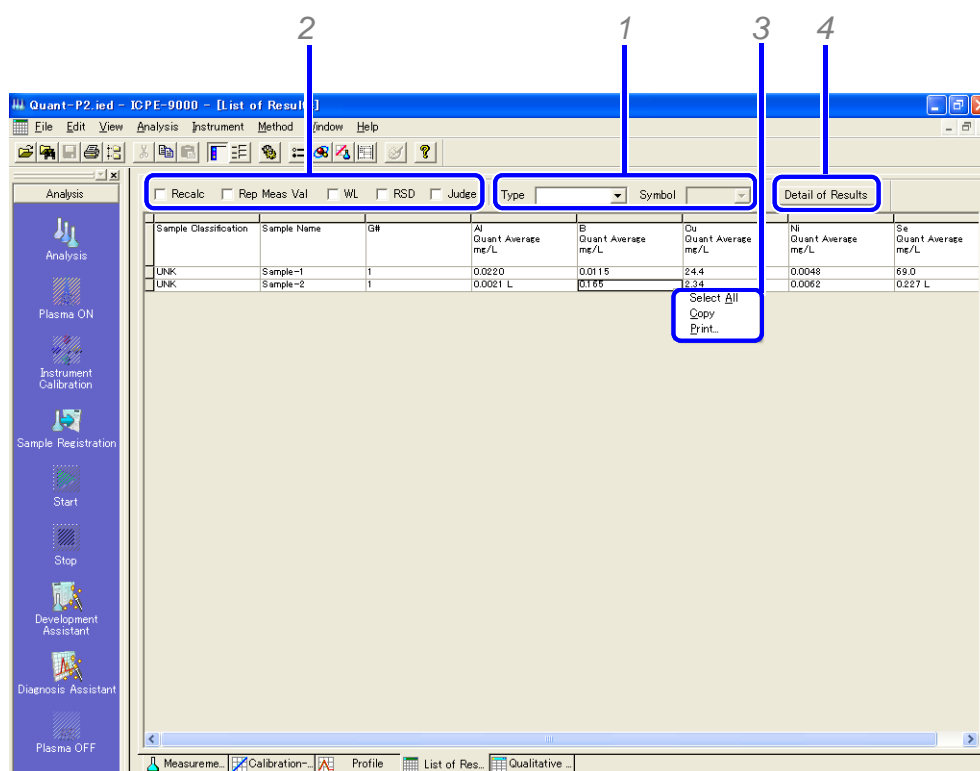 2 1 3 4
Quant-P2.ied - ICPE-9000 - [List of Resul ]
File Edit View Analysis Instrument Method indow Help
Analysis
Recalc Rep Meas Val WL RSD Judge Type Symbol Detail of Results
Sample Classification Sample Name G# Al B Cu Ni Se
Quant Average Quant Average Quant Average Quant Average Quant Average
mg/L mg/L mg/L mg/L mg/L
UNK Sample-1 1 0.0220 0.0115 24.4 0.0048 69.0
UNK Sample-2 1 0.0021 L 0.165 2.34 0.0062 0.227 L
Select All
Copy
Print...
Analysis
Plasma ON
Instrument
Calibration
Sample Registration
Start
Stop
Development
Assistant
Diagnosis Assistant
Plasma OFF
Measureme... Calibration-... Profile List of Res... Qualitative ...